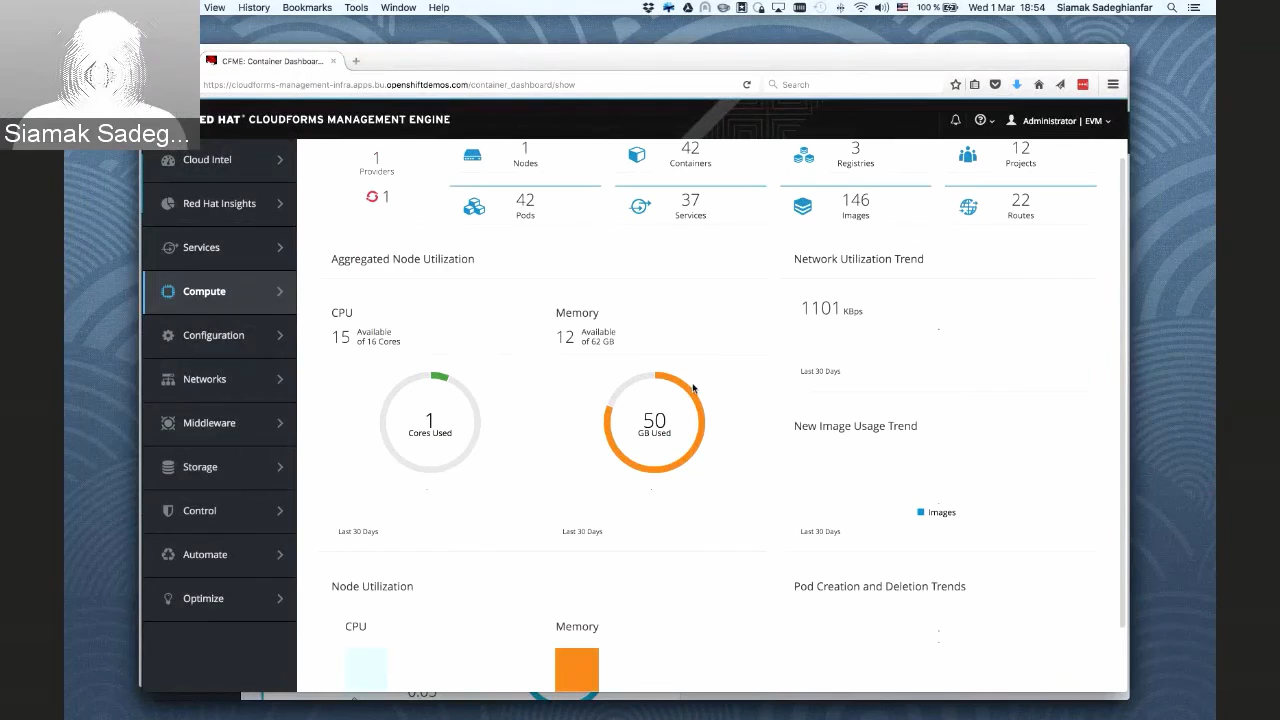 View History Bookmarks Tools Window Help 100 % Wed 1 Mar 18:54 Siamak Sadeghianfar
Siamak Sadeg...
CFME: Container Dashboar...
https://cloudforms-management-infra.apps.bu.openshiftdemos.com/container_dashboard/show
Search
ED HAT® CLOUDFORMS MANAGEMENT ENGINE
Administrator | EVM
Cloud Intel
Red Hat Insights
Services
Compute
Configuration
Networks
Middleware
Storage
Control
Automate
Optimize
1
Providers
1
1
Nodes
42
Containers
3
Registries
12
Projects
42
Pods
37
Services
146
Images
22
Routes
Aggregated Node Utilization
CPU
15 Available
of 16 Cores
1
Cores Used
Last 30 Days
Memory
12 Available
of 62 GB
50
GB Used
Last 30 Days
Network Utilization Trend
1101 KBps
Last 30 Days
New Image Usage Trend
Images
Last 30 Days
Node Utilization
CPU
Memory
Pod Creation and Deletion Trends